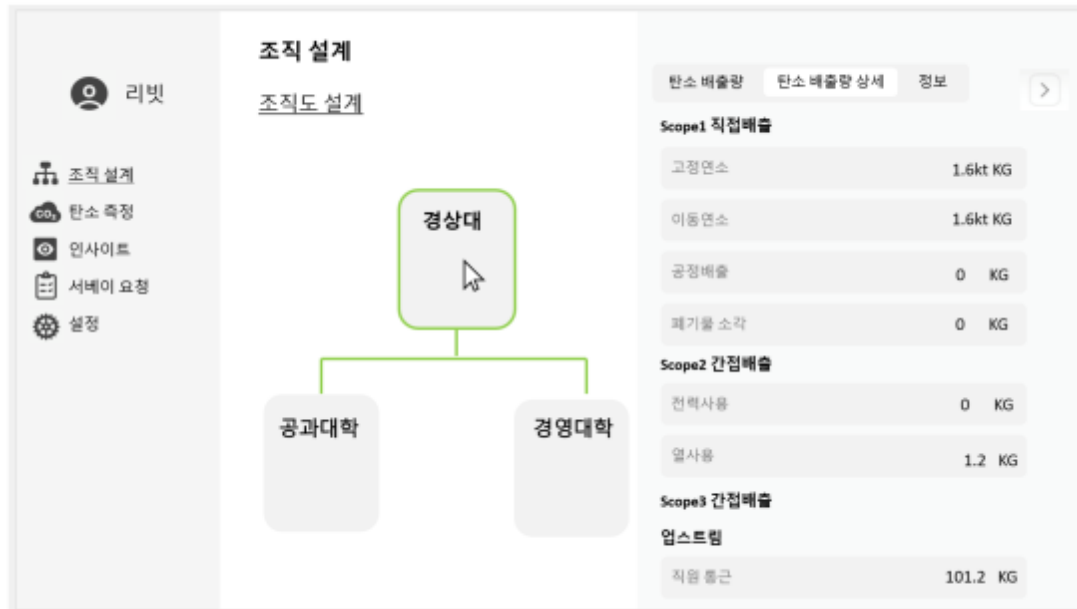 리빗
조직 설계
탄소 측정
인사이트
서베이 요청
설정
조직 설계
조직도 설계
경상대
공과대학
경영대학
탄소 배출량 탄소 배출량 상세 정보
Scope1 직접배출
고정연소 1.6kt KG
이동연소 1.6kt KG
공정배출 0 KG
폐기물 소각 0 KG
Scope2 간접배출
전력사용 0 KG
열사용 1.2 KG
Scope3 간접배출
업스트림
직원 통근 101.2 KG